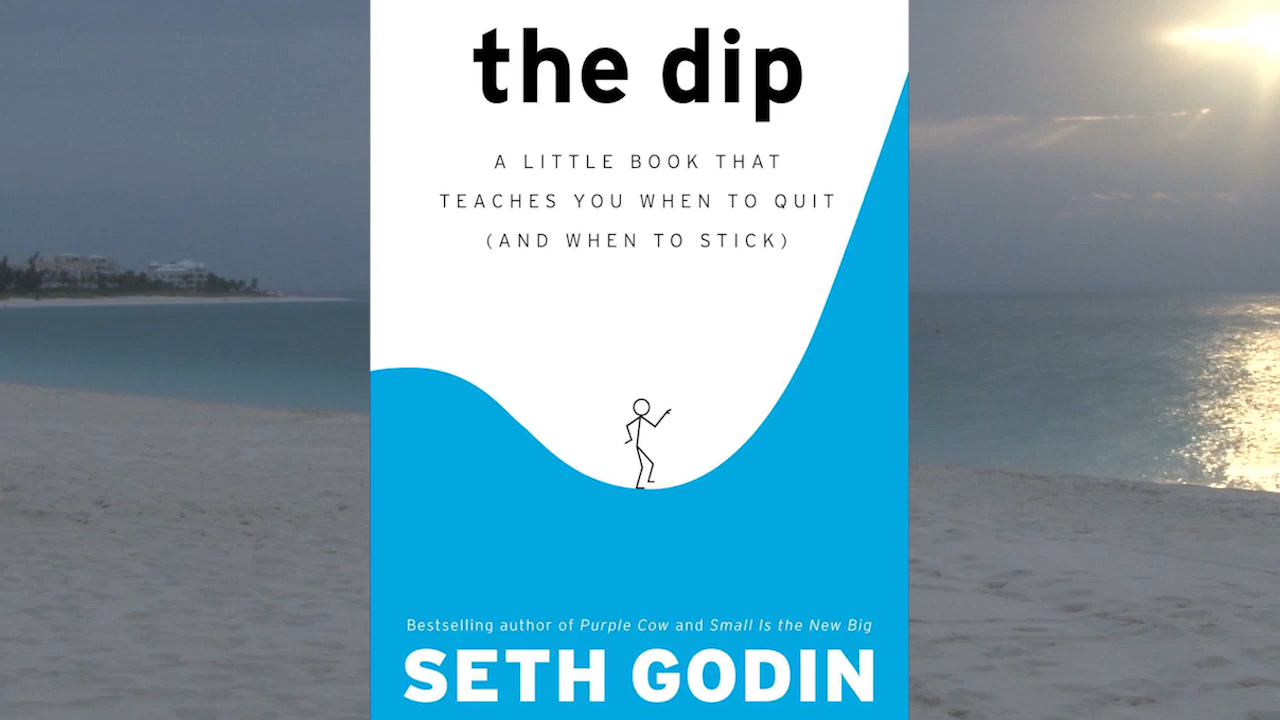 the dip
A LITTLE BOOK THAT
TEACHES YOU WHEN TO QUIT
(AND WHEN TO STICK)
Bestselling author of Purple Cow and Small Is the New Big
SETH GODIN